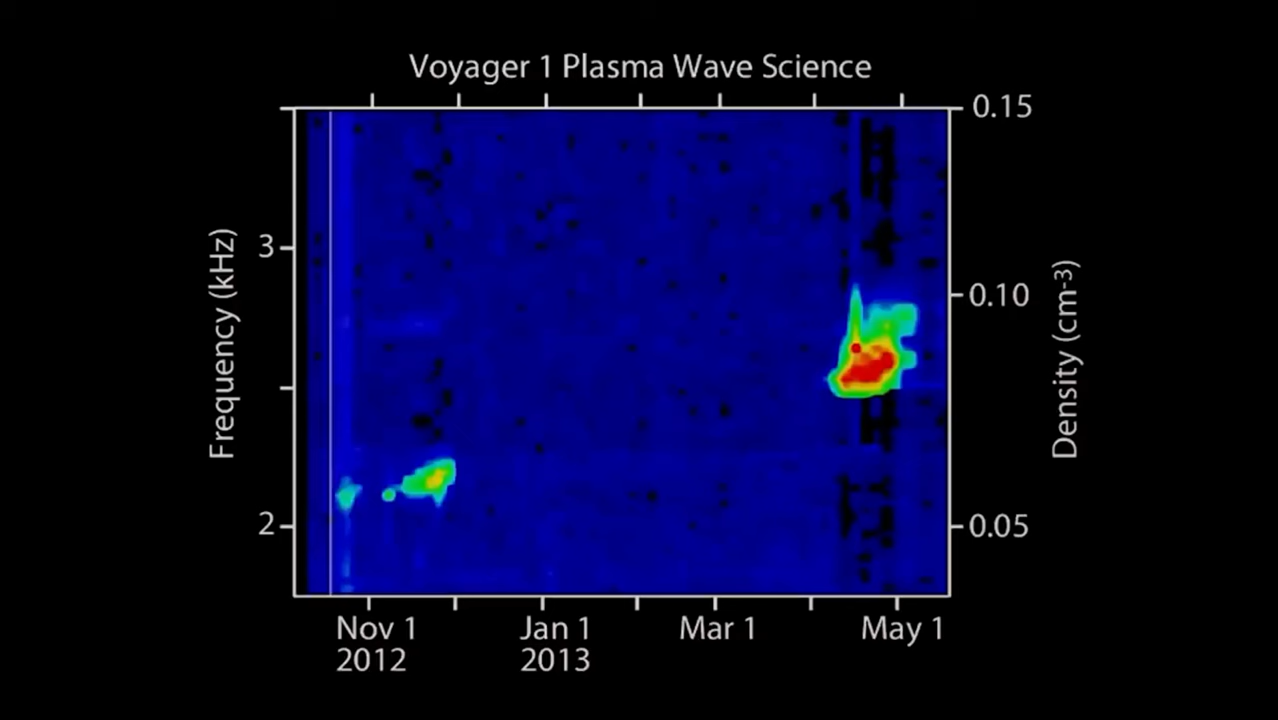 Voyager 1 Plasma Wave Science
0.15
3
0.10
Frequency (kHz)
Density (cm-3)
2
0.05
Nov 1
2012
Jan 1
2013
Mar 1
May 1